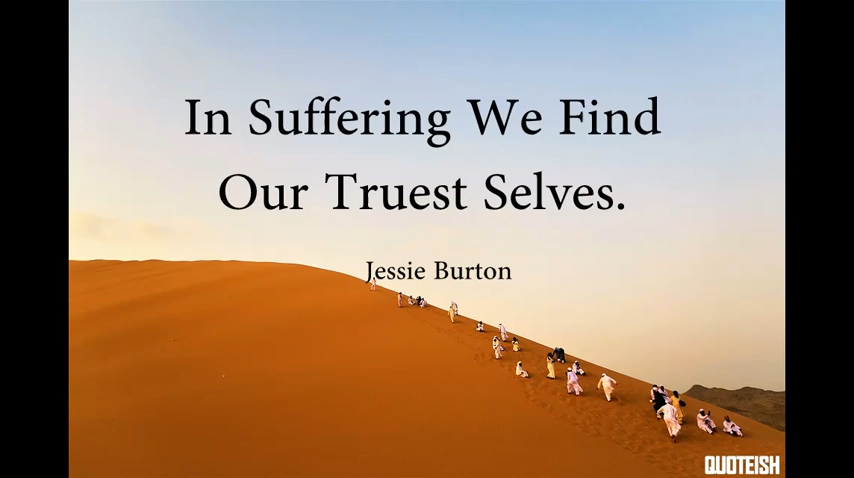 In Suffering We Find
Our Truest Selves.
Jessie Burton
QUOTEISH